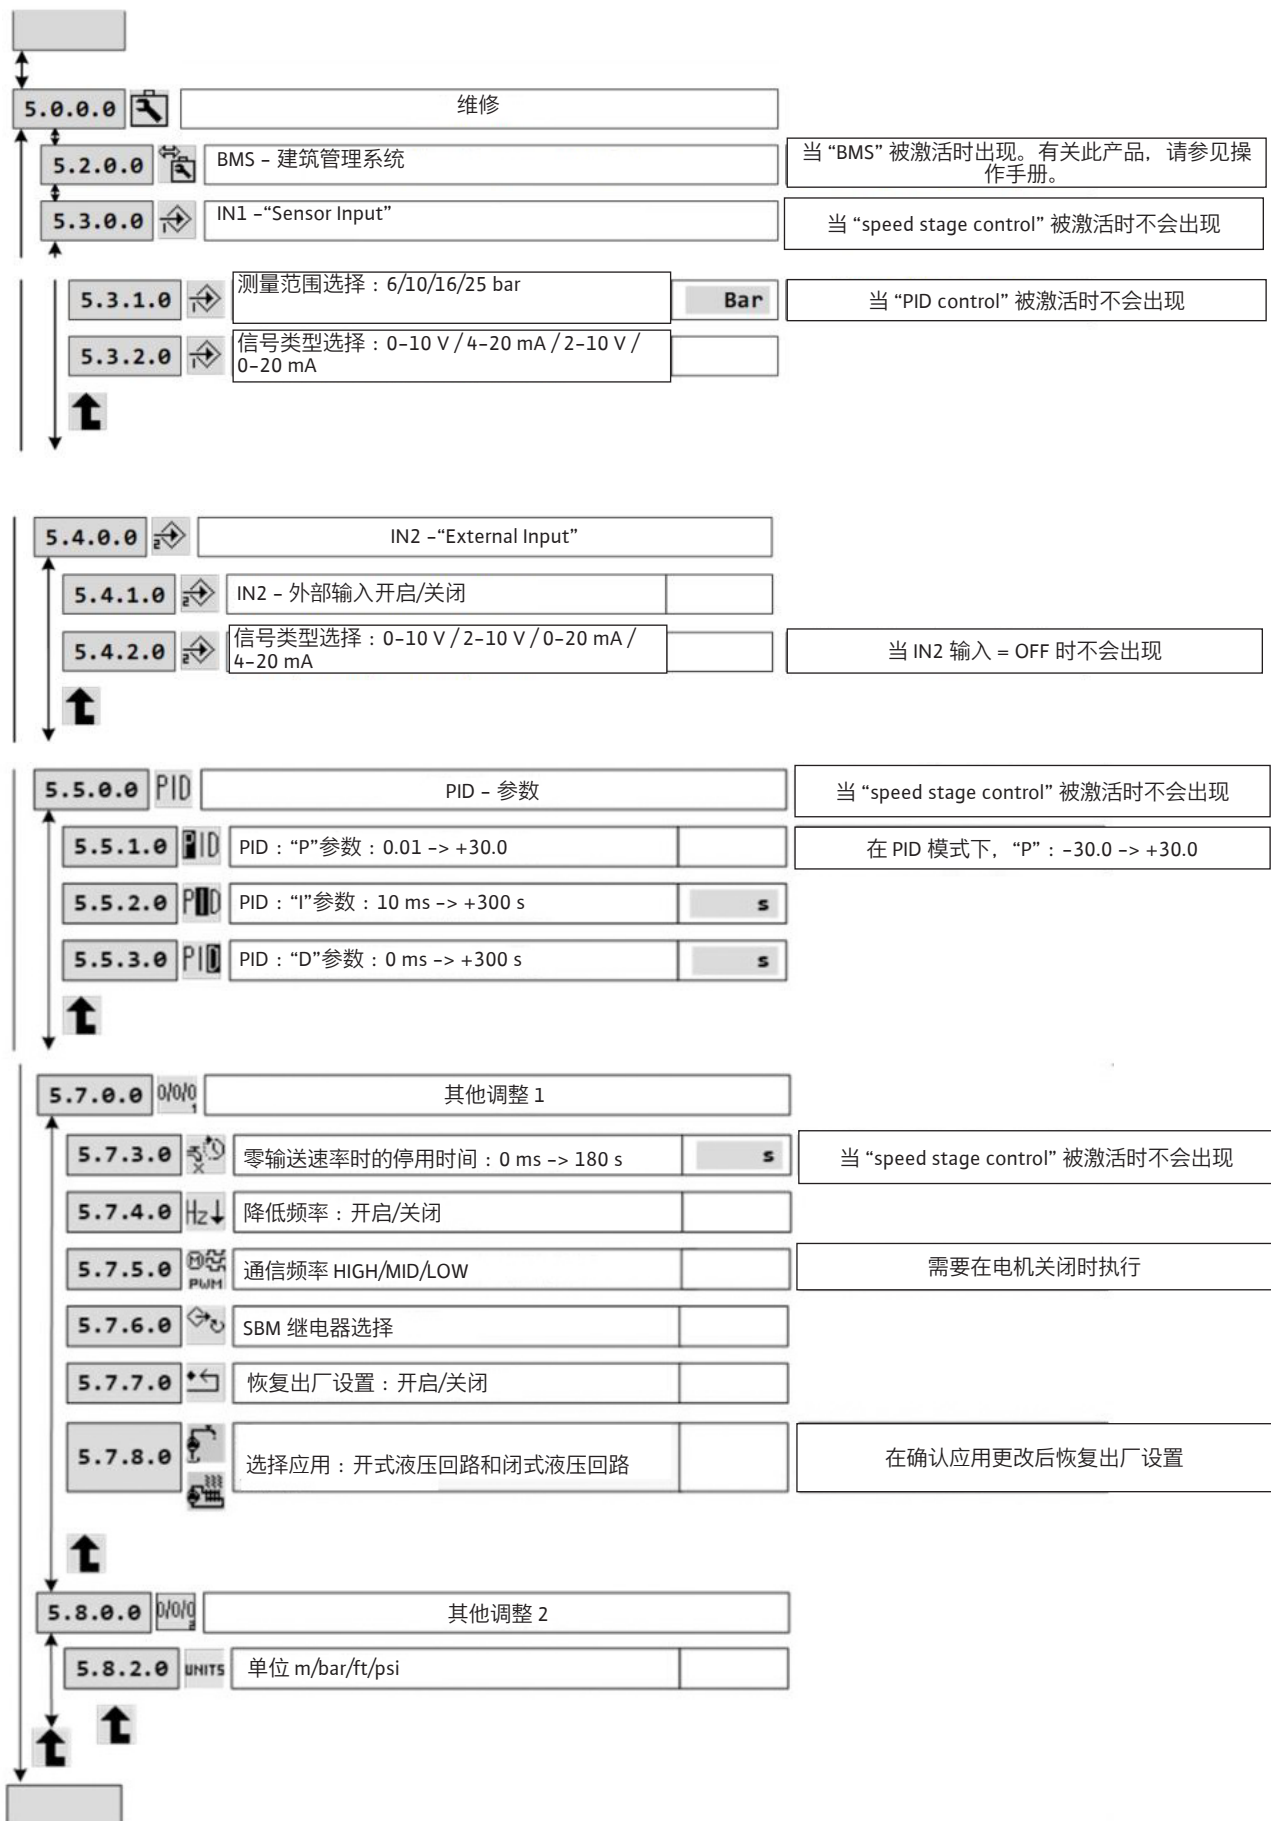 5.0.0.0
维修
5.2.0.0
BMS – 建筑管理系统
当 “BMS” 被激活时出现。有关此产品，请参见操
作手册。
5.3.0.0
1
IN1 –“Sensor Input”
当 “speed stage control” 被激活时不会出现
5.3.1.0
1
测量范围选择：6/10/16/25 bar
Bar
当 “PID control” 被激活时不会出现
5.3.2.0
1
信号类型选择：0–10 V / 4–20 mA / 2–10 V /
0–20 mA
5.4.0.0
2
IN2 –“External Input”
5.4.1.0
2
IN2 – 外部输入开启/关闭
5.4.2.0
2
信号类型选择：0–10 V / 2–10 V / 0–20 mA /
4–20 mA
当 IN2 输入 = OFF 时不会出现
5.5.0.0
PID
PID – 参数
当 “speed stage control” 被激活时不会出现
5.5.1.0
PID
PID：“P”参数：0.01 –> +30.0
在 PID 模式下，“P”：–30.0 –> +30.0
5.5.2.0
PID
PID：“I”参数：10 ms –> +300 s
s
5.5.3.0
PID
PID：“D”参数：0 ms –> +300 s
s
5.7.0.0
0/0/0
1
其他调整 1
5.7.3.0
零输送速率时的停用时间：0 ms –> 180 s
s
当 “speed stage control” 被激活时不会出现
5.7.4.0
Hz
降低频率：开启/关闭
5.7.5.0
M
PWM
通信频率 HIGH/MID/LOW
需要在电机关闭时执行
5.7.6.0
SBM 继电器选择
5.7.7.0
恢复出厂设置：开启/关闭
5.7.8.0
选择应用：开式液压回路和闭式液压回路
在确认应用更改后恢复出厂设置
5.8.0.0
0/0/0
2
其他调整 2
5.8.2.0
UNITS
单位 m/bar/ft/psi